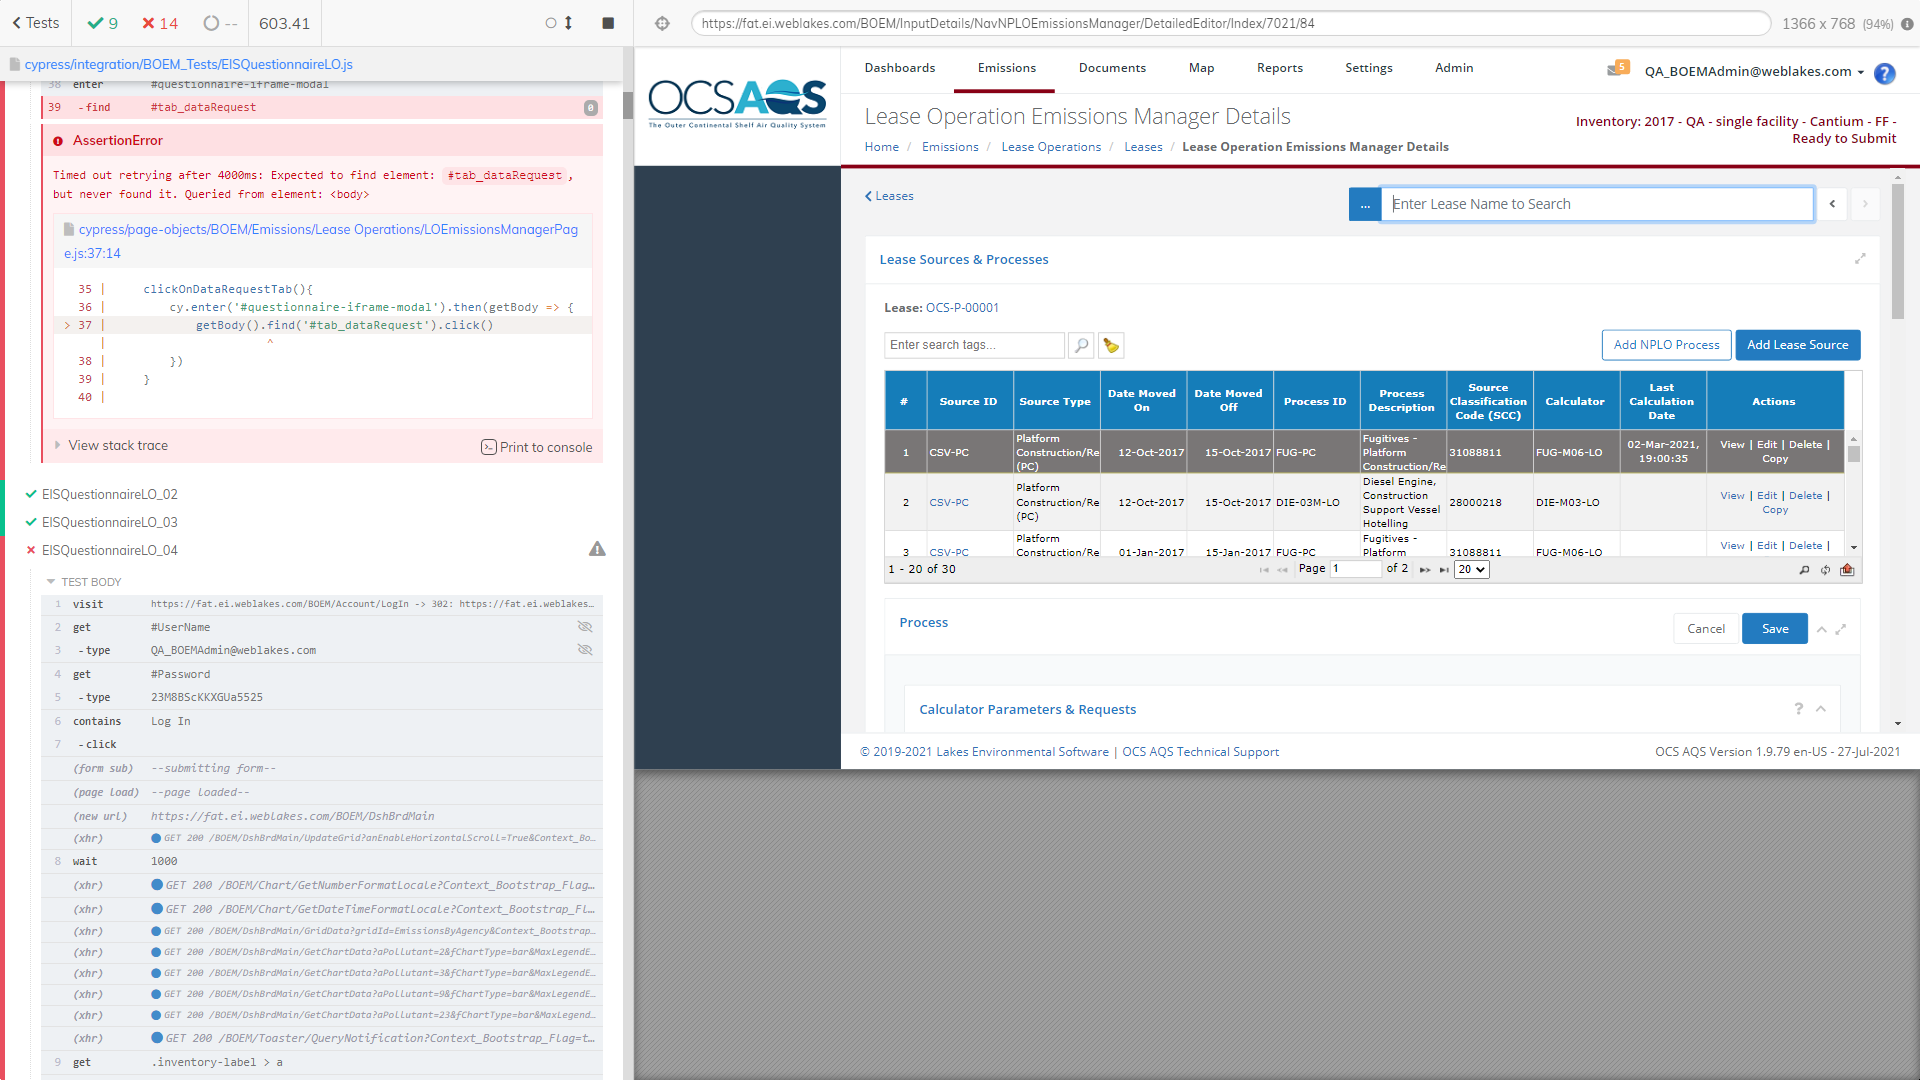 Tests
9
14
--
603.41
cypress/integration/BOEM_Tests/EISQuestionnaireLO.js
38 enter #questionnaire-iframe-modal
39 - find #tab_dataRequest 0
AssertionError
Timed out retrying after 4000ms: Expected to find element: #tab_dataRequest,
but never found it. Queried from element: <body>
cypress/page-objects/BOEM/Emissions/Lease Operations/LOEmissionsManagerPag
e.js:37:14
35 | clickOnDataRequestTab(){
36 | cy.enter('#questionnaire-iframe-modal').then(getBody => {
> 37 | getBody().find('#tab_dataRequest').click()
| ^
38 | })
39 | }
40 |
View stack trace
Print to console
EISQuestionnaireLO_02
EISQuestionnaireLO_03
EISQuestionnaireLO_04
TEST BODY
1 visit https://fat.ei.weblakes.com/BOEM/Account/LogIn -> 302: https://fat.ei.weblakes...
2 get #UserName
3 - type QA_BOEMAdmin@weblakes.com
4 get #Password
5 - type 23M8BScKKXGUa5525
6 contains Log In
7 - click
(form sub) --submitting form--
(page load) --page loaded--
(new url) https://fat.ei.weblakes.com/BOEM/DshBrdMain
(xhr) GET 200 /BOEM/DshBrdMain/UpdateGrid?anEnableHorizontalScroll=True&Context_Bo...
8 wait 1000
(xhr) GET 200 /BOEM/Chart/GetNumberFormatLocale?Context_Bootstrap_Flag...
(xhr) GET 200 /BOEM/Chart/GetDateTimeFormatLocale?Context_Bootstrap_Fl...
(xhr) GET 200 /BOEM/DshBrdMain/GridData?gridId=EmissionsByAgency&Context_Bootstrap...
(xhr) GET 200 /BOEM/DshBrdMain/GetChartData?aPollutant=2&fChartType=bar&MaxLegendE...
(xhr) GET 200 /BOEM/DshBrdMain/GetChartData?aPollutant=3&fChartType=bar&MaxLegendE...
(xhr) GET 200 /BOEM/DshBrdMain/GetChartData?aPollutant=9&fChartType=bar&MaxLegendE...
(xhr) GET 200 /BOEM/DshBrdMain/GetChartData?aPollutant=23&fChartType=bar&MaxLegend...
(xhr) GET 200 /BOEM/Toaster/QueryNotification?Context_Bootstrap_Flag=t...
9 get .inventory-label > a
https://fat.ei.weblakes.com/BOEM/InputDetails/NavNPLOEmissionsManager/DetailedEditor/Index/7021/84
1366 x 768 (94%)
OCSAQS
The Outer Continental Shelf Air Quality System
Dashboards Emissions Documents Map Reports Settings Admin
5
QA_BOEMAdmin@weblakes.com
?
Lease Operation Emissions Manager Details
Home / Emissions / Lease Operations / Leases / Lease Operation Emissions Manager Details
Inventory: 2017 - QA - single facility - Cantium - FF -
Ready to Submit
Leases
...
Enter Lease Name to Search
Lease Sources & Processes
Lease: OCS-P-00001
Enter search tags...
Add NPLO Process
Add Lease Source
# Source ID Source Type Date Moved On Date Moved Off Process ID Process Description Source Classification Code (SCC) Calculator Last Calculation Date Actions
1 CSV-PC Platform Construction/Re (PC) 12-Oct-2017 15-Oct-2017 FUG-PC Fugitives - Platform Construction/Re 31088811 FUG-M06-LO 02-Mar-2021, 19:00:35 View | Edit | Delete | Copy
2 CSV-PC Platform Construction/Re (PC) 12-Oct-2017 15-Oct-2017 DIE-03M-LO Diesel Engine, Construction Support Vessel Hotelling 28000218 DIE-M03-LO View | Edit | Delete | Copy
3 CSV-PC Platform Construction/Re 01-Jan-2017 15-Jan-2017 FUG-PC Fugitives - Platform 31088811 FUG-M06-LO View | Edit | Delete |
1 - 20 of 30
Page 1 of 2
20
Process
Cancel
Save
Calculator Parameters & Requests
?
© 2019-2021 Lakes Environmental Software | OCS AQS Technical Support
OCS AQS Version 1.9.79 en-US - 27-Jul-2021